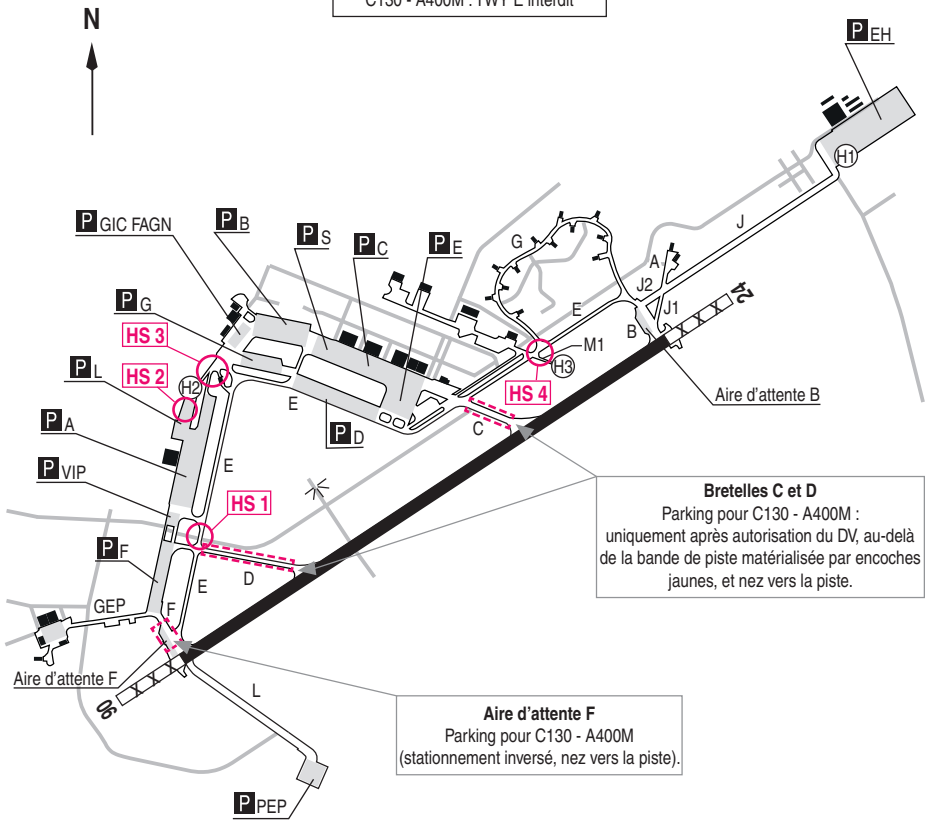 C130 - A400M : TWY E interdit
N
P EH
H1
J
P GIC FAGN
P B
P S
P C
P E
G
A
J2
E
J1
24
P G
HS 3
B
M1
H3
HS 4
P L
HS 2
H2
Aire d'attente B
E
P D
C
P A
E
P VIP
HS 1
Bretelles C et D
Parking pour C130 - A400M :
uniquement après autorisation du DV, au-delà
de la bande de piste matérialisée par encoches
jaunes, et nez vers la piste.
P F
D
E
GEP
F
Aire d'attente F
06
L
Aire d'attente F
Parking pour C130 - A400M
(stationnement inversé, nez vers la piste).
P PEP